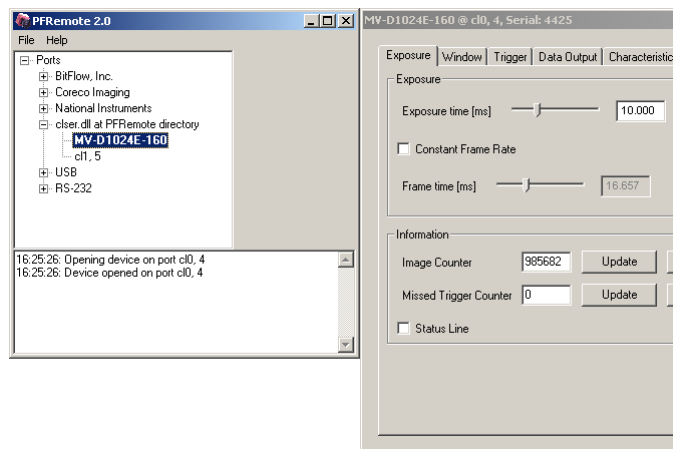 PFRemote 2.0
File Help
Ports
BitFlow, Inc.
Coreco Imaging
National Instruments
clser.dll at PFRemote directory
MV-D1024E-160
cl1, 5
USB
RS-232
16:25:26: Opening device on port cl0, 4
16:25:26: Device opened on port cl0, 4
MV-D1024E-160 @ cl0, 4, Serial: 4425
Exposure Window Trigger Data Output Characteristic
Exposure
Exposure time [ms] 10.000
Constant Frame Rate
Frame time [ms] 16.657
Information
Image Counter 985682 Update
Missed Trigger Counter 0 Update
Status Line